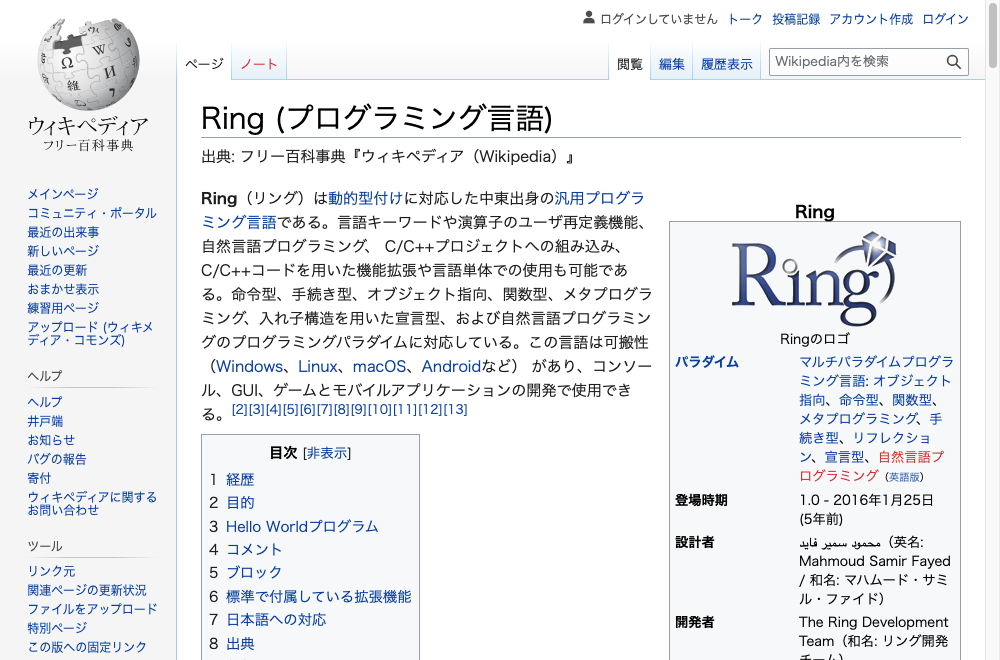 ログインしていません トーク 投稿記録 アカウント作成 ログイン
ページ ノート 閲覧 編集 履歴表示 Wikipedia内を検索
Ω W 維 И
ウィキペディア
フリー百科事典
メインページ
コミュニティ・ポータル
最近の出来事
新しいページ
最近の更新
おまかせ表示
練習用ページ
アップロード (ウィキメ
ディア・コモンズ)
ヘルプ
ヘルプ
井戸端
お知らせ
バグの報告
寄付
ウィキペディアに関する
お問い合わせ
ツール
リンク元
関連ページの更新状況
ファイルをアップロード
特別ページ
この版への固定リンク
Ring (プログラミング言語)
出典: フリー百科事典『ウィキペディア（Wikipedia）』
Ring（リング）は動的型付けに対応した中東出身の汎用プログラ
ミング言語である。言語キーワードや演算子のユーザ再定義機能、
自然言語プログラミング、 C/C++プロジェクトへの組み込み、
C/C++コードを用いた機能拡張や言語単体での使用も可能であ
る。命令型、手続き型、オブジェクト指向、関数型、メタプログラ
ミング、入れ子構造を用いた宣言型、および自然言語プログラミン
グのプログラミングパラダイムに対応している。この言語は可搬性
（Windows、Linux、macOS、Androidなど） があり、コンソー
ル、GUI、ゲームとモバイルアプリケーションの開発で使用でき
る。[2][3][4][5][6][7][8][9][10][11][12][13]
目次 [非表示]
1 経歴
2 目的
3 Hello Worldプログラム
4 コメント
5 ブロック
6 標準で付属している拡張機能
7 日本語への対応
8 出典
Ring
Ring
Ringのロゴ
パラダイム マルチパラダイムプログラ
ミング言語: オブジェクト
指向、命令型、関数型、
メタプログラミング、手
続き型、リフレクショ
ン、宣言型、自然言語プ
ログラミング（英語版）
登場時期 1.0 - 2016年1月25日
(5年前)
設計者 محمود سمير فايد（英名:
Mahmoud Samir Fayed
/ 和名: マハムード・サミ
ル・ファイド）
開発者 The Ring Development
Team（和名: リング開発
チーム）